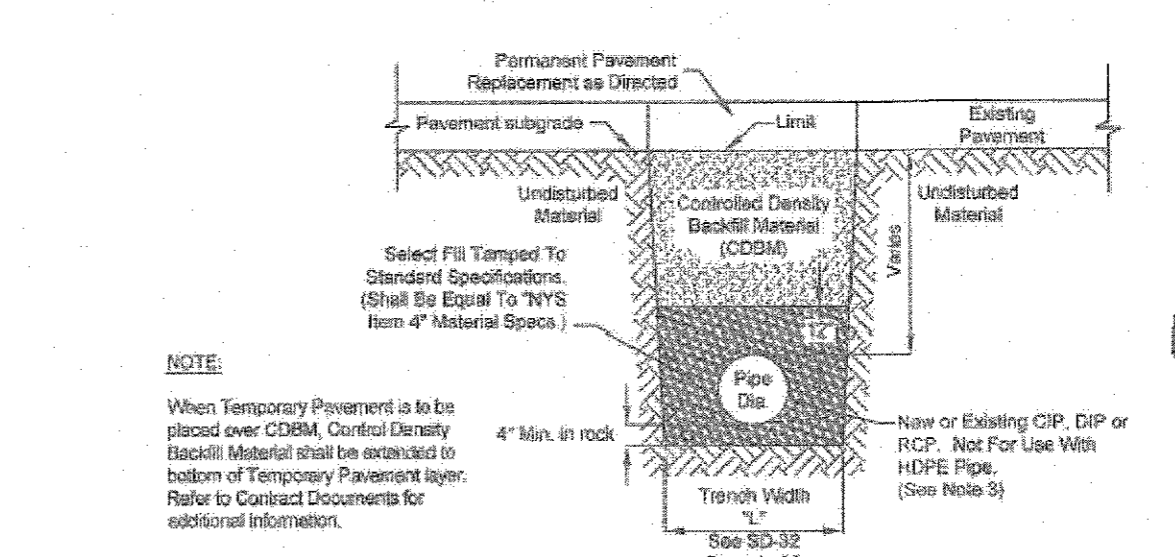 Permanent Pavement
Replacement as Directed
Pavement subgrade
Limit
Existing
Pavement
Undisturbed
Material
Controlled Density
Backfill Material
(CDBM)
Undisturbed
Material
Varies
Select Fill Tamped To
Standard Specifications.
(Shall Be Equal To "NYS
Item 4" Material Specs.)
12"
NOTE:
When Temporary Pavement is to be
placed over CDBM, Control Density
Backfill Material shall be extended to
bottom of Temporary Pavement layer.
Refer to Contract Documents for
additional information.
Pipe
Dia.
4" Min. in rock
New or Existing CIP, DIP or
RCP. Not For Use With
HDPE Pipe.
(See Note 3)
Trench Width
"L"
See SD-32